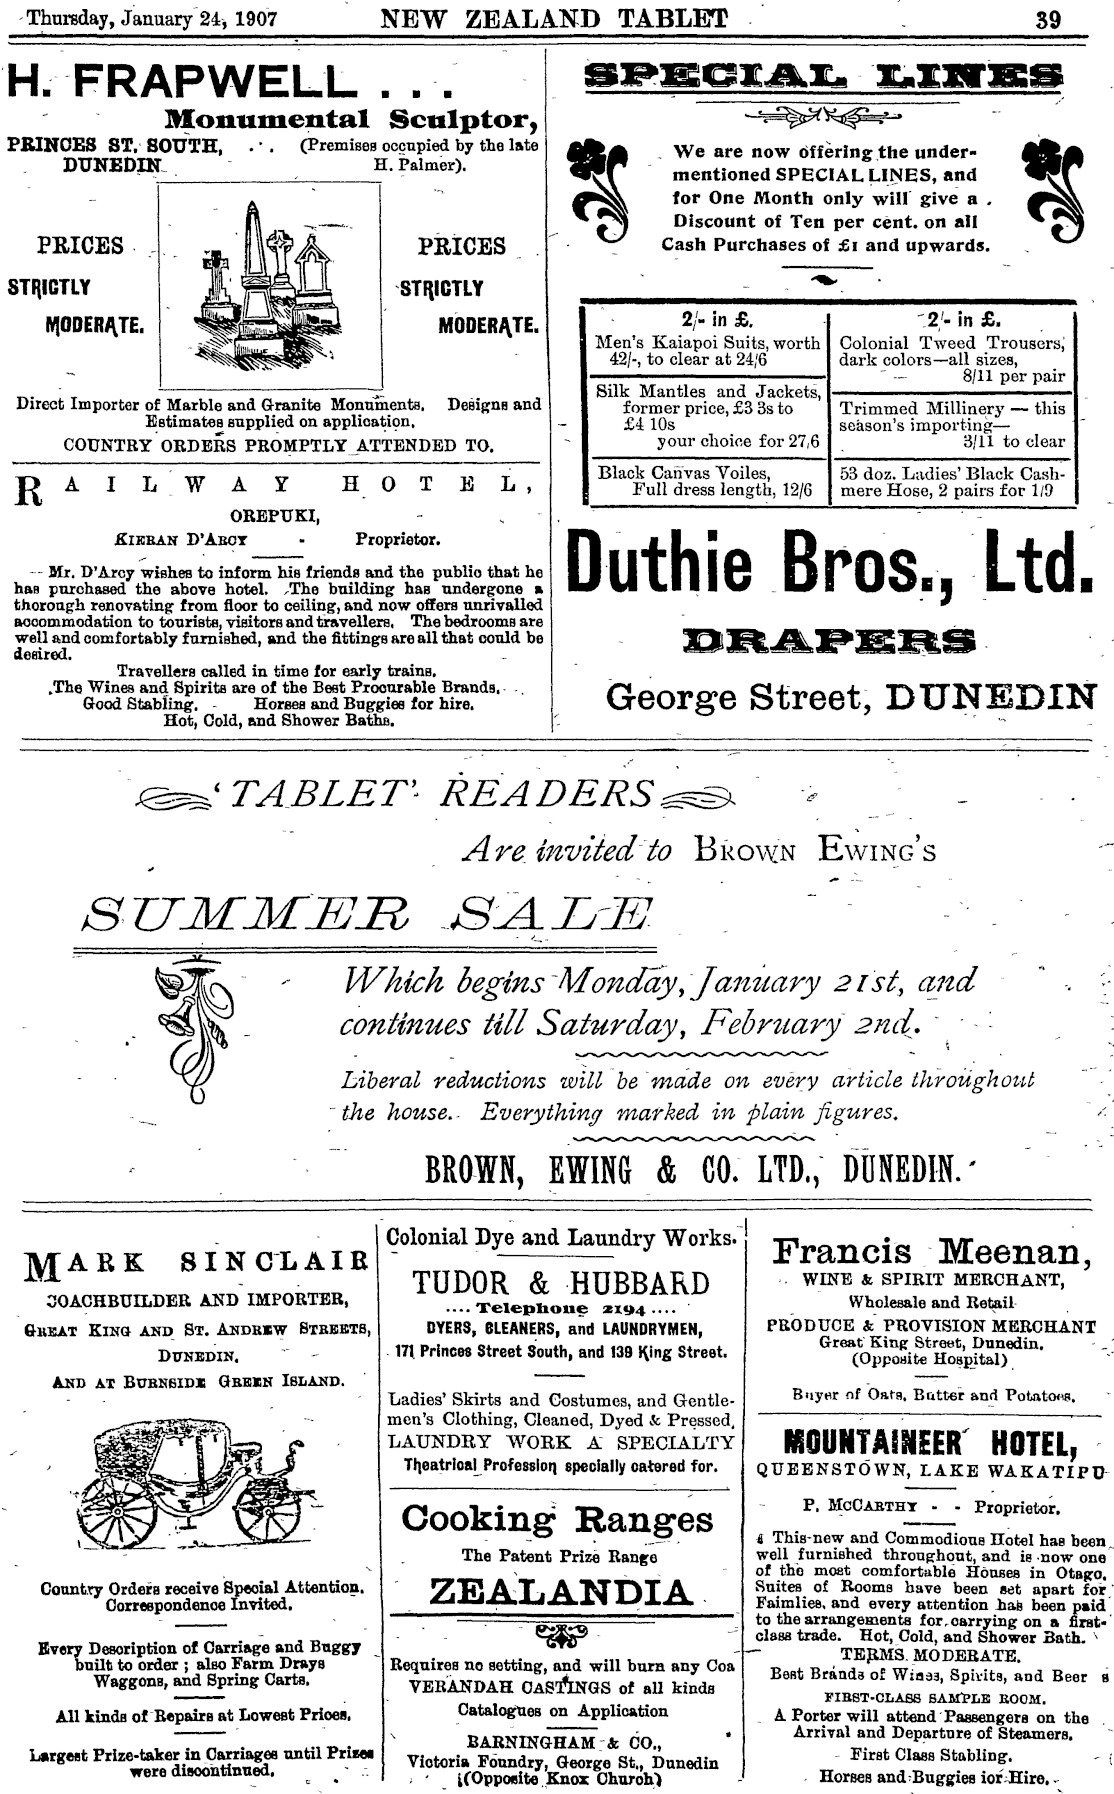 Thursday, January 24, 1907
NEW ZEALAND TABLET
39
H. FRAPWELL . . .
Monumental Sculptor,
PRINCES ST. SOUTH, . · . (Premises occupied by the late
DUNEDIN H. Palmer).
PRICES
STRICTLY
MODERATE.
PRICES
STRICTLY
MODERATE.
Direct Importer of Marble and Granite Monuments. Designs and
Estimates supplied on application.
COUNTRY ORDERS PROMPTLY ATTENDED TO.
RAILWAY HOTEL,
OREPUKI,
KIERAN D'ARCY - Proprietor.
Mr. D'Arcy wishes to inform his friends and the public that he
has purchased the above hotel. The building has undergone a
thorough renovating from floor to ceiling, and now offers unrivalled
accommodation to tourists, visitors and travellers. The bedrooms are
well and comfortably furnished, and the fittings are all that could be
desired.
Travellers called in time for early trains.
The Wines and Spirits are of the Best Procurable Brands.
Good Stabling. - Horses and Buggies for hire.
Hot, Cold, and Shower Baths.
SPECIAL LINES
We are now offering the under-
mentioned SPECIAL LINES, and
for One Month only will give a
Discount of Ten per cent. on all
Cash Purchases of £1 and upwards.
2/- in £.
Men's Kaiapoi Suits, worth
42/-, to clear at 24/6
Silk Mantles and Jackets,
former price, £3 3s to
£4 10s
your choice for 27/6
Black Canvas Voiles,
Full dress length, 12/6
2/- in £.
Colonial Tweed Trousers,
dark colors—all sizes,
8/11 per pair
Trimmed Millinery — this
season's importing—
3/11 to clear
53 doz. Ladies' Black Cash-
mere Hose, 2 pairs for 1/9
Duthie Bros., Ltd.
DRAPERS
George Street, DUNEDIN
'TABLET' READERS
Are invited to BROWN EWING'S
SUMMER SALE
Which begins Monday, January 21st, and
continues till Saturday, February 2nd.
Liberal reductions will be made on every article throughout
the house. Everything marked in plain figures.
BROWN, EWING & CO. LTD., DUNEDIN.
MARK SINCLAIR
COACHBUILDER AND IMPORTER,
GREAT KING AND ST. ANDREW STREETS,
DUNEDIN.
AND AT BURNSIDE GREEN ISLAND.
Country Orders receive Special Attention.
Correspondence Invited.
Every Description of Carriage and Buggy
built to order ; also Farm Drays
Waggons, and Spring Carts.
All kinds of Repairs at Lowest Prices.
Largest Prize-taker in Carriages until Prizes
were discontinued.
Colonial Dye and Laundry Works.
TUDOR & HUBBARD
.... Telephone 2194 ....
DYERS, CLEANERS, and LAUNDRYMEN,
171 Princes Street South, and 139 King Street.
Ladies' Skirts and Costumes, and Gentle-
men's Clothing, Cleaned, Dyed & Pressed.
LAUNDRY WORK A SPECIALTY
Theatrical Profession specially catered for.
Cooking Ranges
The Patent Prize Range
ZEALANDIA
Requires no setting, and will burn any Coa
VERANDAH CASTINGS of all kinds
Catalogues on Application
BARNINGHAM & CO.,
Victoria Foundry, George St., Dunedin
(Opposite Knox Church)
Francis Meenan,
WINE & SPIRIT MERCHANT,
Wholesale and Retail
PRODUCE & PROVISION MERCHANT
Great King Street, Dunedin.
(Opposite Hospital)
Buyer of Oats, Butter and Potatoes.
MOUNTAINEER HOTEL,
QUEENSTOWN, LAKE WAKATIPU
P. MCCARTHY - - Proprietor.
This new and Commodious Hotel has been
well furnished throughout, and is now one
of the most comfortable Houses in Otago.
Suites of Rooms have been set apart for
Faimlies, and every attention has been paid
to the arrangements for carrying on a first-
class trade. Hot, Cold, and Shower Bath.
TERMS MODERATE.
Best Brands of Wines, Spirits, and Beer s
FIRST-CLASS SAMPLE ROOM.
A Porter will attend Passengers on the
Arrival and Departure of Steamers.
First Class Stabling.
Horses and Buggies for Hire.